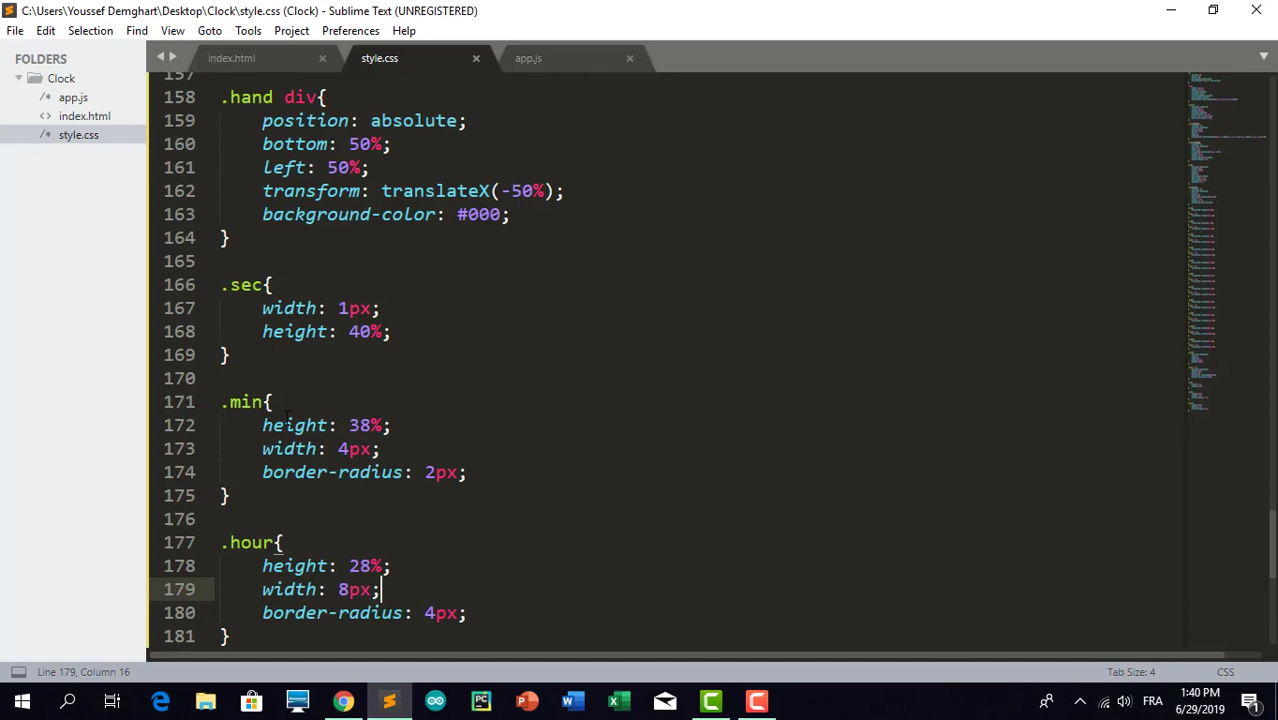 C:\Users\Youssef Demghart\Desktop\Clock\style.css (Clock) - Sublime Text (UNREGISTERED)
File Edit Selection Find View Goto Tools Project Preferences Help
FOLDERS
Clock
/* app.js
<> index.html
/* style.css
index.html × style.css × app.js ×
157
158 .hand div{
159 position: absolute;
160 bottom: 50%;
161 left: 50%;
162 transform: translateX(-50%);
163 background-color: #000;
164 }
165
166 .sec{
167 width: 1px;
168 height: 40%;
169 }
170
171 .min{
172 height: 38%;
173 width: 4px;
174 border-radius: 2px;
175 }
176
177 .hour{
178 height: 28%;
179 width: 8px;
180 border-radius: 4px;
181 }
Line 179, Column 16
Tab Size: 4
CSS
FRA
1:40 PM
6/29/2019